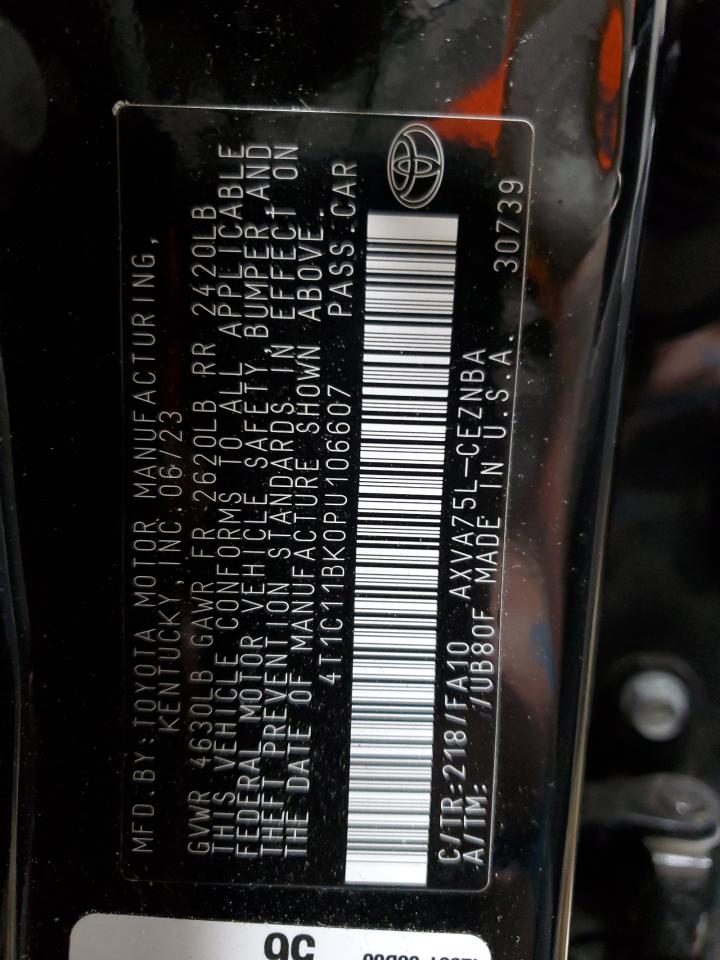 MFD.BY:TOYOTA MOTOR MANUFACTURING,
KENTUCKY,INC.06/23
GVWR 4630LB GAWR FR 2620LB RR 2420LB
THIS VEHICLE CONFORMS TO ALL APPLICABLE
FEDERAL MOTOR VEHICLE SAFETY, BUMPER AND
THEFT PREVENTION STANDARDS IN EFFECT ON
THE DATE OF MANUFACTURE SHOWN ABOVE.
4T1C11BK0PU106607 PASS.CAR
C/TR:218/FA10 AXVA75L-CEZNBA
A/TM: /UB80F MADE IN U.S.A. 30739